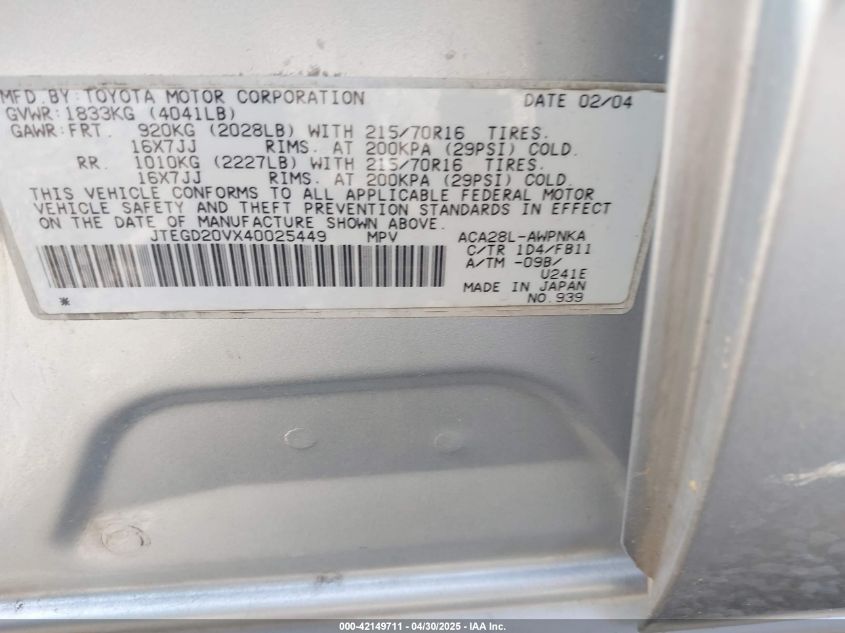 MFD.BY:TOYOTA MOTOR CORPORATION DATE 02/04
GVWR:1833KG (4041LB)
GAWR:FRT. 920KG (2028LB) WITH 215/70R16 TIRES.
16X7JJ RIMS. AT 200KPA (29PSI) COLD.
RR. 1010KG (2227LB) WITH 215/70R16 TIRES.
16X7JJ RIMS. AT 200KPA (29PSI) COLD.
THIS VEHICLE CONFORMS TO ALL APPLICABLE FEDERAL MOTOR
VEHICLE SAFETY AND THEFT PREVENTION STANDARDS IN EFFECT
ON THE DATE OF MANUFACTURE SHOWN ABOVE.
JTEGD20VX40025449 MPV ACA28L-AWPNKA
C/TR 1D4/FB11
A/TM -09B/
U241E
MADE IN JAPAN
* NO.939
000-42149711 - 04/30/2025 - IAA Inc.